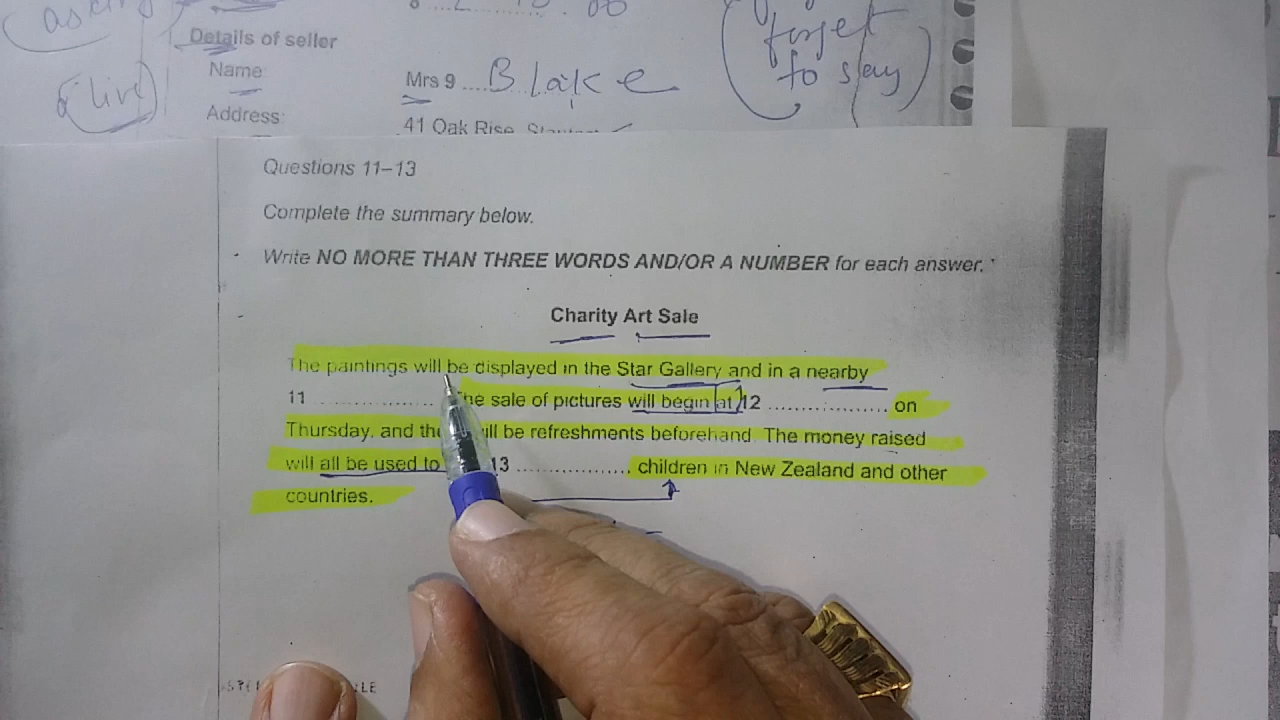 asking
Details of seller
forget
to say
Name
Mrs 9 .... Blake
(live)
Address:
41 Oak Rise,
Questions 11–13
Complete the summary below.
Write NO MORE THAN THREE WORDS AND/OR A NUMBER for each answer.
Charity Art Sale
The paintings will be displayed in the Star Gallery and in a nearby
11 .................... The sale of pictures will begin at 12 .................... on
Thursday, and will be refreshments beforehand. The money raised
will all be used to 13 .................... children in New Zealand and other
countries.